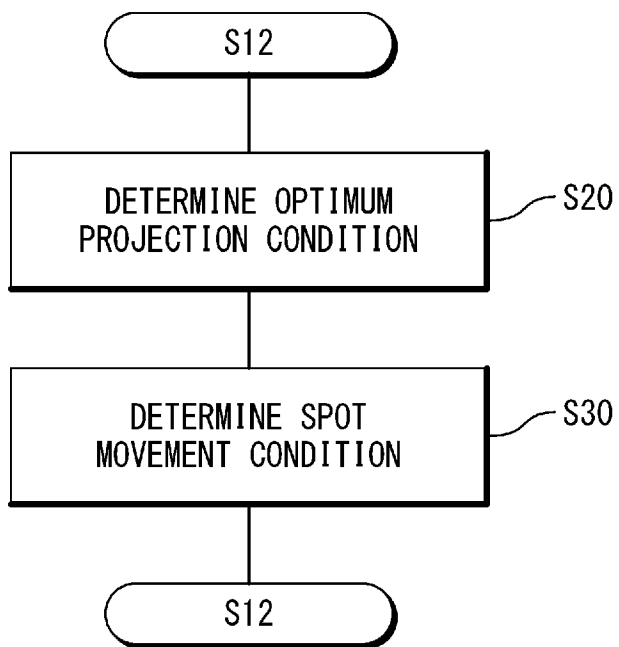 S12
DETERMINE OPTIMUM
PROJECTION CONDITION
S20
DETERMINE SPOT
MOVEMENT CONDITION
S30
S12